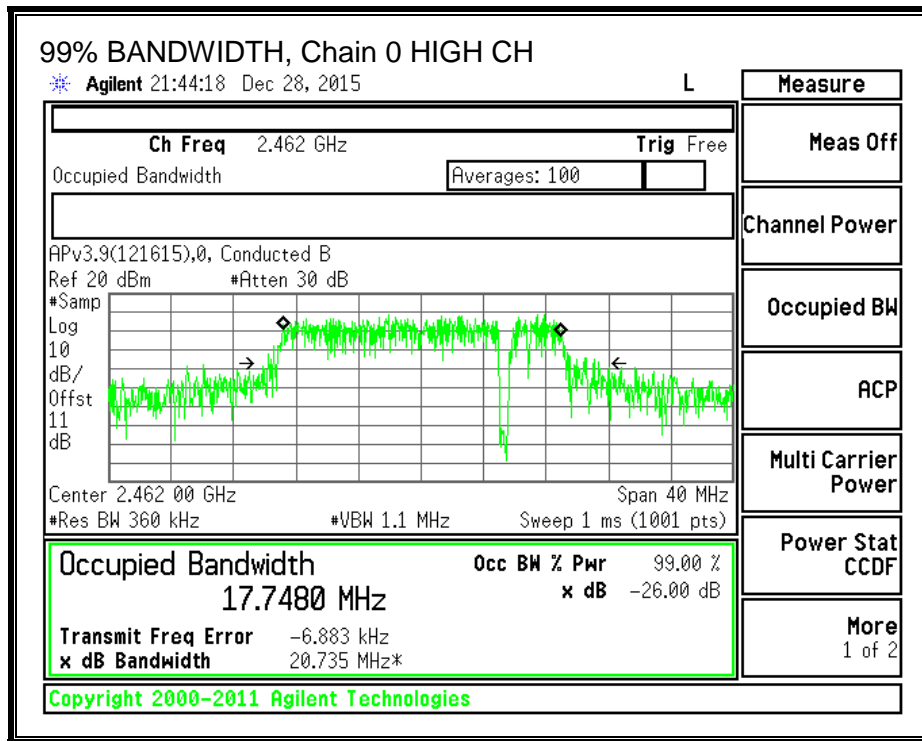 99% BANDWIDTH, Chain 0 HIGH CH
Agilent 21:44:18 Dec 28, 2015 L
Measure
Ch Freq 2.462 GHz Trig Free
Meas Off
Occupied Bandwidth Averages: 100
Channel Power
APv3.9(121615),0, Conducted B
Ref 20 dBm #Atten 30 dB
#Samp
Log
10
dB/
Offst
11
dB
Occupied BW
ACP
Multi Carrier
Power
Center 2.462 00 GHz Span 40 MHz
#Res BW 360 kHz #VBW 1.1 MHz Sweep 1 ms (1001 pts)
Power Stat
CCDF
Occupied Bandwidth Occ BW % Pwr 99.00 %
17.7480 MHz x dB -26.00 dB
Transmit Freq Error -6.883 kHz
x dB Bandwidth 20.735 MHz*
More
1 of 2
Copyright 2000-2011 Agilent Technologies